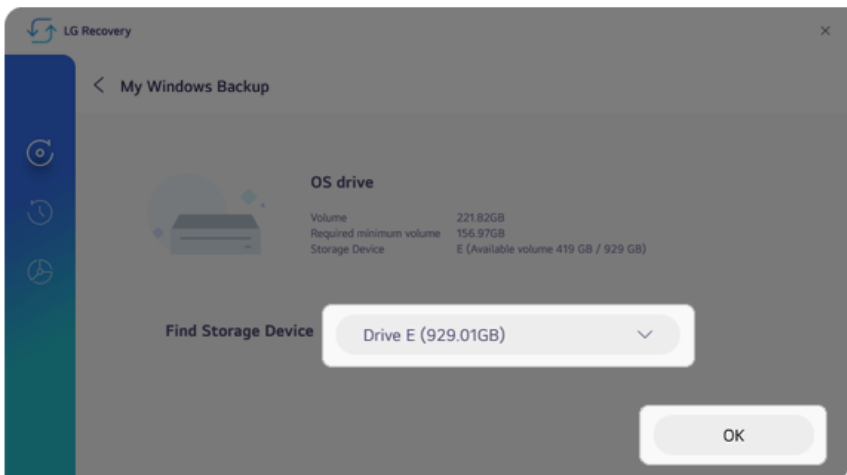 LG Recovery
My Windows Backup
OS drive
Volume 221.82GB
Required minimum volume 156.97GB
Storage Device E (Available volume 419 GB / 929 GB)
Find Storage Device Drive E (929.01GB)
OK